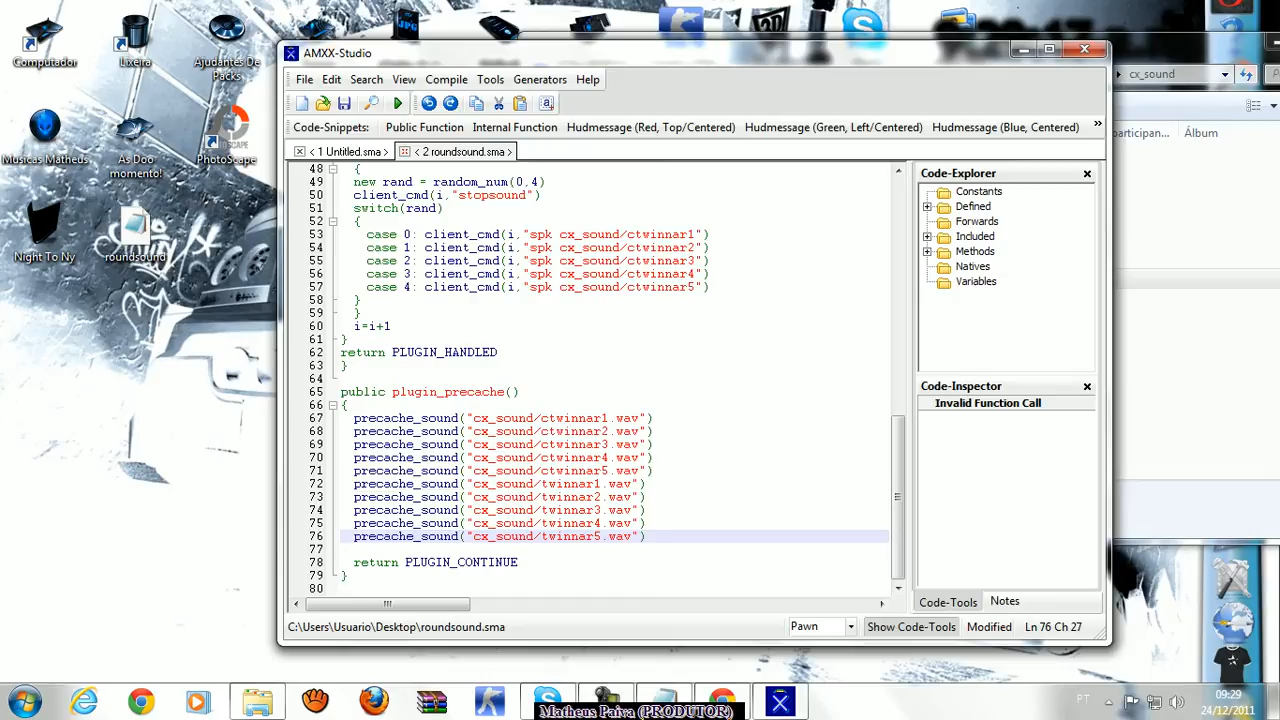 Computador
Lixeira
Ajudantes De Packs
JPG
Musicas Matheds
As Doo momento!
PhotoScape
Night To Ny
roundsound
AMXX-Studio
File Edit Search View Compile Tools Generators Help
Code-Snippets: Public Function Internal Function Hudmessage (Red, Top/Centered) Hudmessage (Green, Left/Centered) Hudmessage (Blue, Centered) »
< 1 Untitled.sma > < 2 roundsound.sma >
48 {
49 new rand = random_num(0,4)
50 client_cmd(i,"stopsound")
51 switch(rand)
52 {
53 case 0: client_cmd(i,"spk cx_sound/ctwinnar1")
54 case 1: client_cmd(i,"spk cx_sound/ctwinnar2")
55 case 2: client_cmd(i,"spk cx_sound/ctwinnar3")
56 case 3: client_cmd(i,"spk cx_sound/ctwinnar4")
57 case 4: client_cmd(i,"spk cx_sound/ctwinnar5")
58 }
59 }
60 i=i+1
61 }
62 return PLUGIN_HANDLED
63 }
64
65 public plugin_precache()
66 {
67 precache_sound("cx_sound/ctwinnar1.wav")
68 precache_sound("cx_sound/ctwinnar2.wav")
69 precache_sound("cx_sound/ctwinnar3.wav")
70 precache_sound("cx_sound/ctwinnar4.wav")
71 precache_sound("cx_sound/ctwinnar5.wav")
72 precache_sound("cx_sound/twinnar1.wav")
73 precache_sound("cx_sound/twinnar2.wav")
74 precache_sound("cx_sound/twinnar3.wav")
75 precache_sound("cx_sound/twinnar4.wav")
76 precache_sound("cx_sound/twinnar5.wav")
77
78 return PLUGIN_CONTINUE
79 }
80
Code-Explorer
Constants
Defined
Forwards
Included
Methods
Natives
Variables
Code-Inspector
Invalid Function Call
Code-Tools Notes
C:\Users\Usuario\Desktop\roundsound.sma Pawn Show Code-Tools Modified Ln 76 Ch 27
cx_sound
participan... Álbum
PT 09:29
24/12/2011
Matheus Paiva (PRODUTOR)